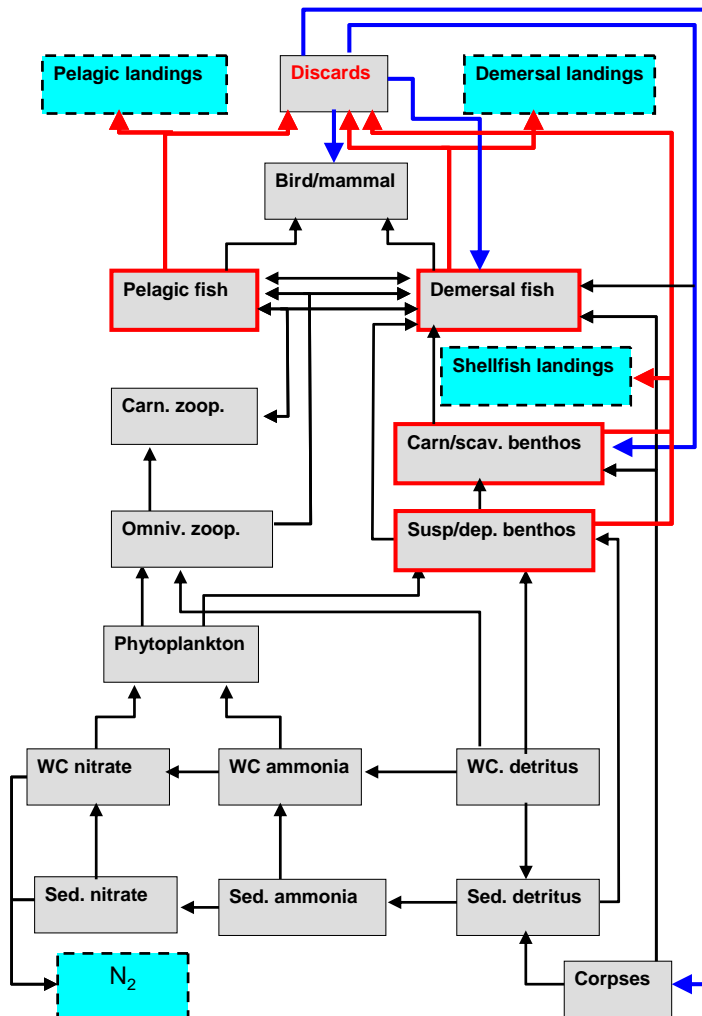 Pelagic landings
Discards
Demersal landings
Bird/mammal
Pelagic fish
Demersal fish
Shellfish landings
Carn. zoop.
Carn/scav. benthos
Omniv. zoop.
Susp/dep. benthos
Phytoplankton
WC nitrate
WC ammonia
WC. detritus
Sed. nitrate
Sed. ammonia
Sed. detritus
N₂
Corpses